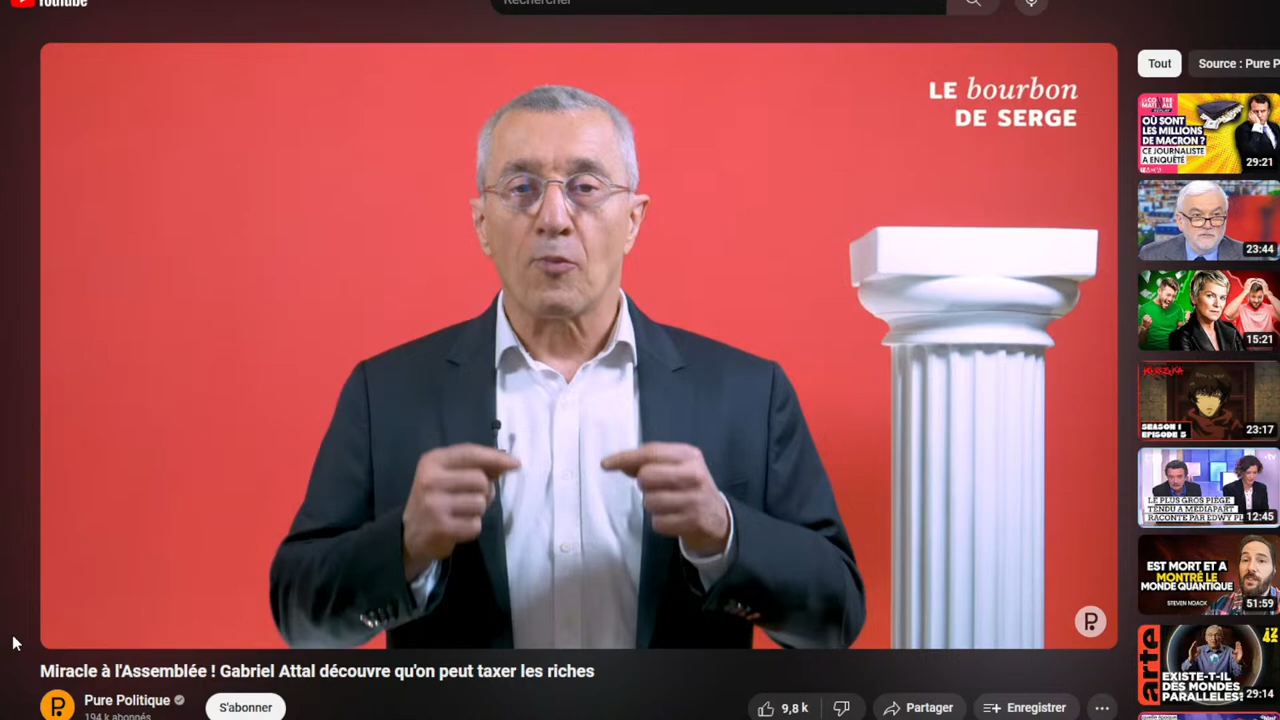 YouTube
Rechercher
LE bourbon
DE SERGE
Tout
Source : Pure P
OÙ SONT
LES MILLIONS
DE MACRON ?
CE JOURNALISTE
A ENQUÊTÉ
29:21
23:44
15:21
SEASON 1
EPISODE 5
23:17
LE PLUS GROS PIÈGE
TENDU A MEDIAPART
RACONTÉ PAR EDWY PL
12:45
EST MORT ET A
MONTRÉ LE
MONDE QUANTIQUE
STEVEN NOACK
51:59
arte
42
EXISTE-T-IL
DES MONDES
PARALLÈLES?
29:14
Miracle à l'Assemblée ! Gabriel Attal découvre qu'on peut taxer les riches
Pure Politique
194 k abonnés
S'abonner
9,8 k
Partager
Enregistrer